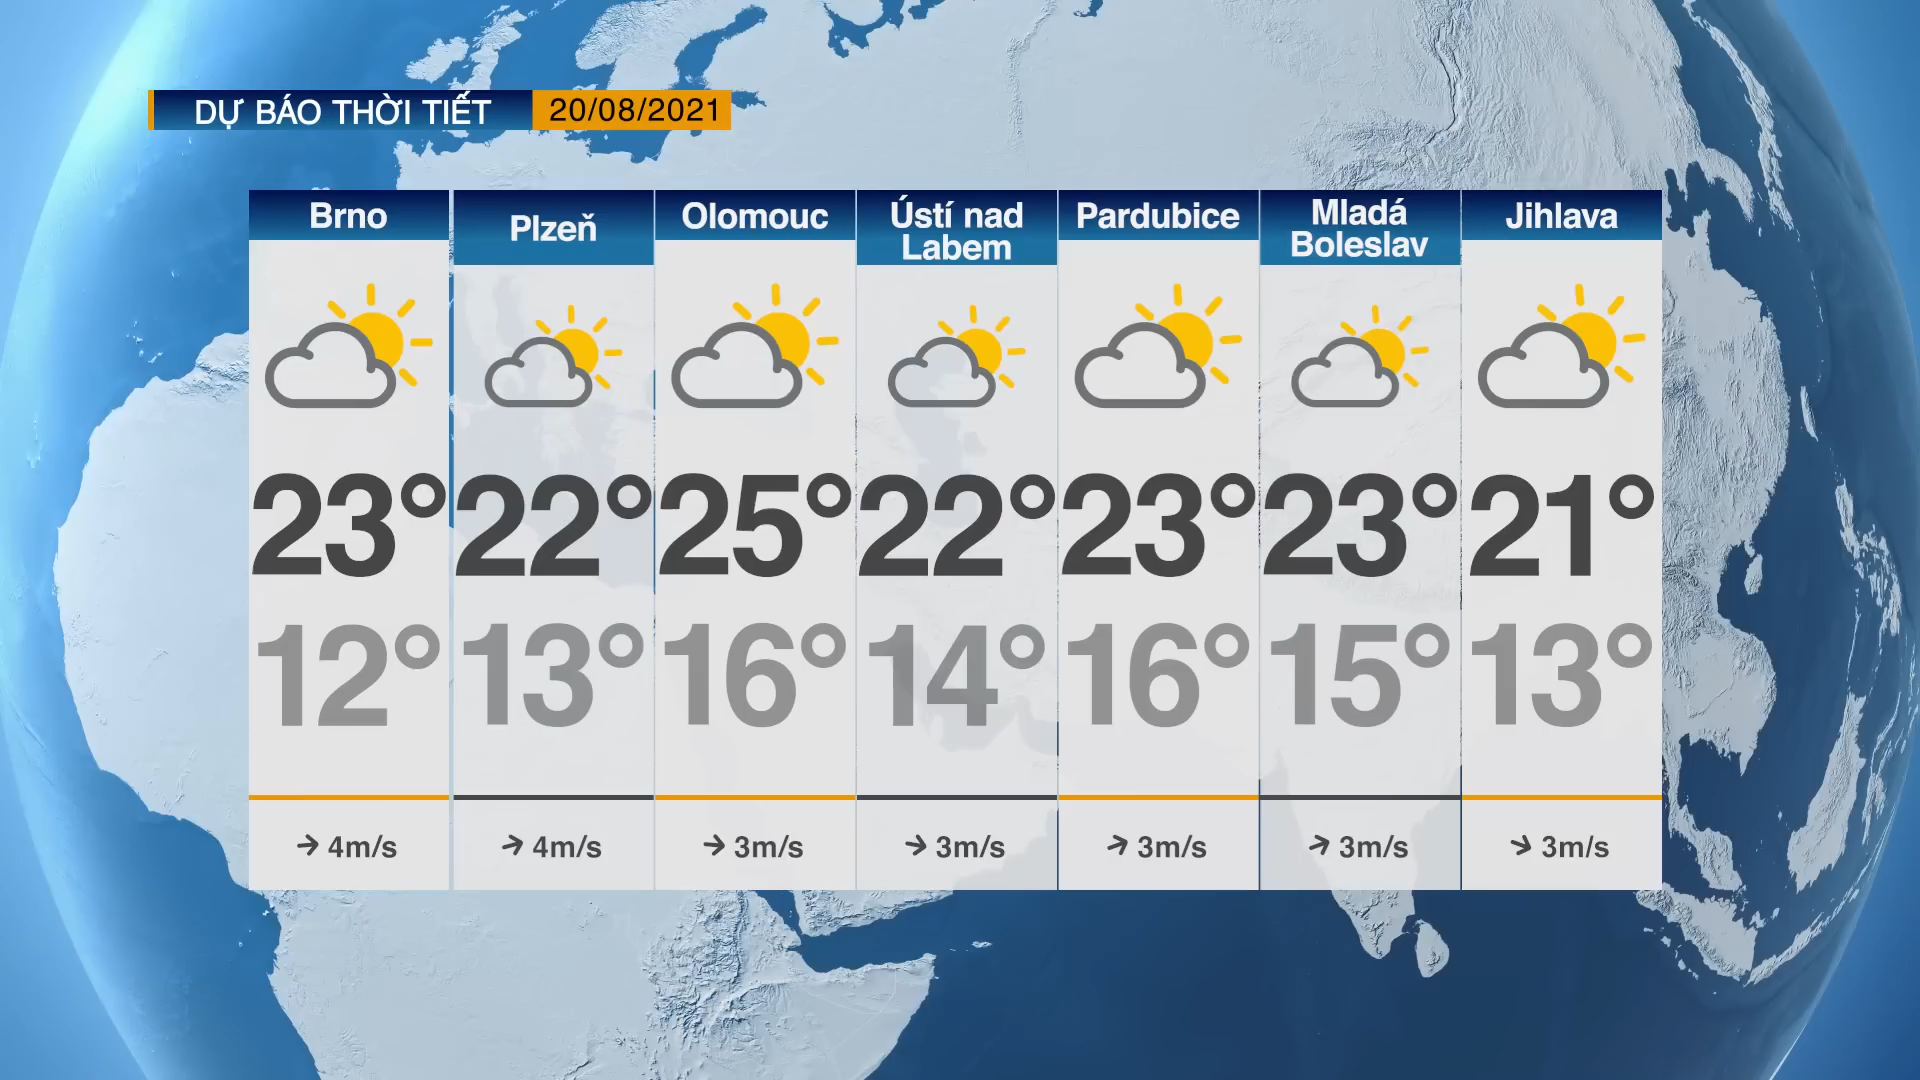 DỰ BÁO THỜI TIẾT 20/08/2021
Brno Plzeň Olomouc Ústí nad Labem Pardubice Mladá Boleslav Jihlava
23° 22° 25° 22° 23° 23° 21°
12° 13° 16° 14° 16° 15° 13°
4m/s 4m/s 3m/s 3m/s 3m/s 3m/s 3m/s